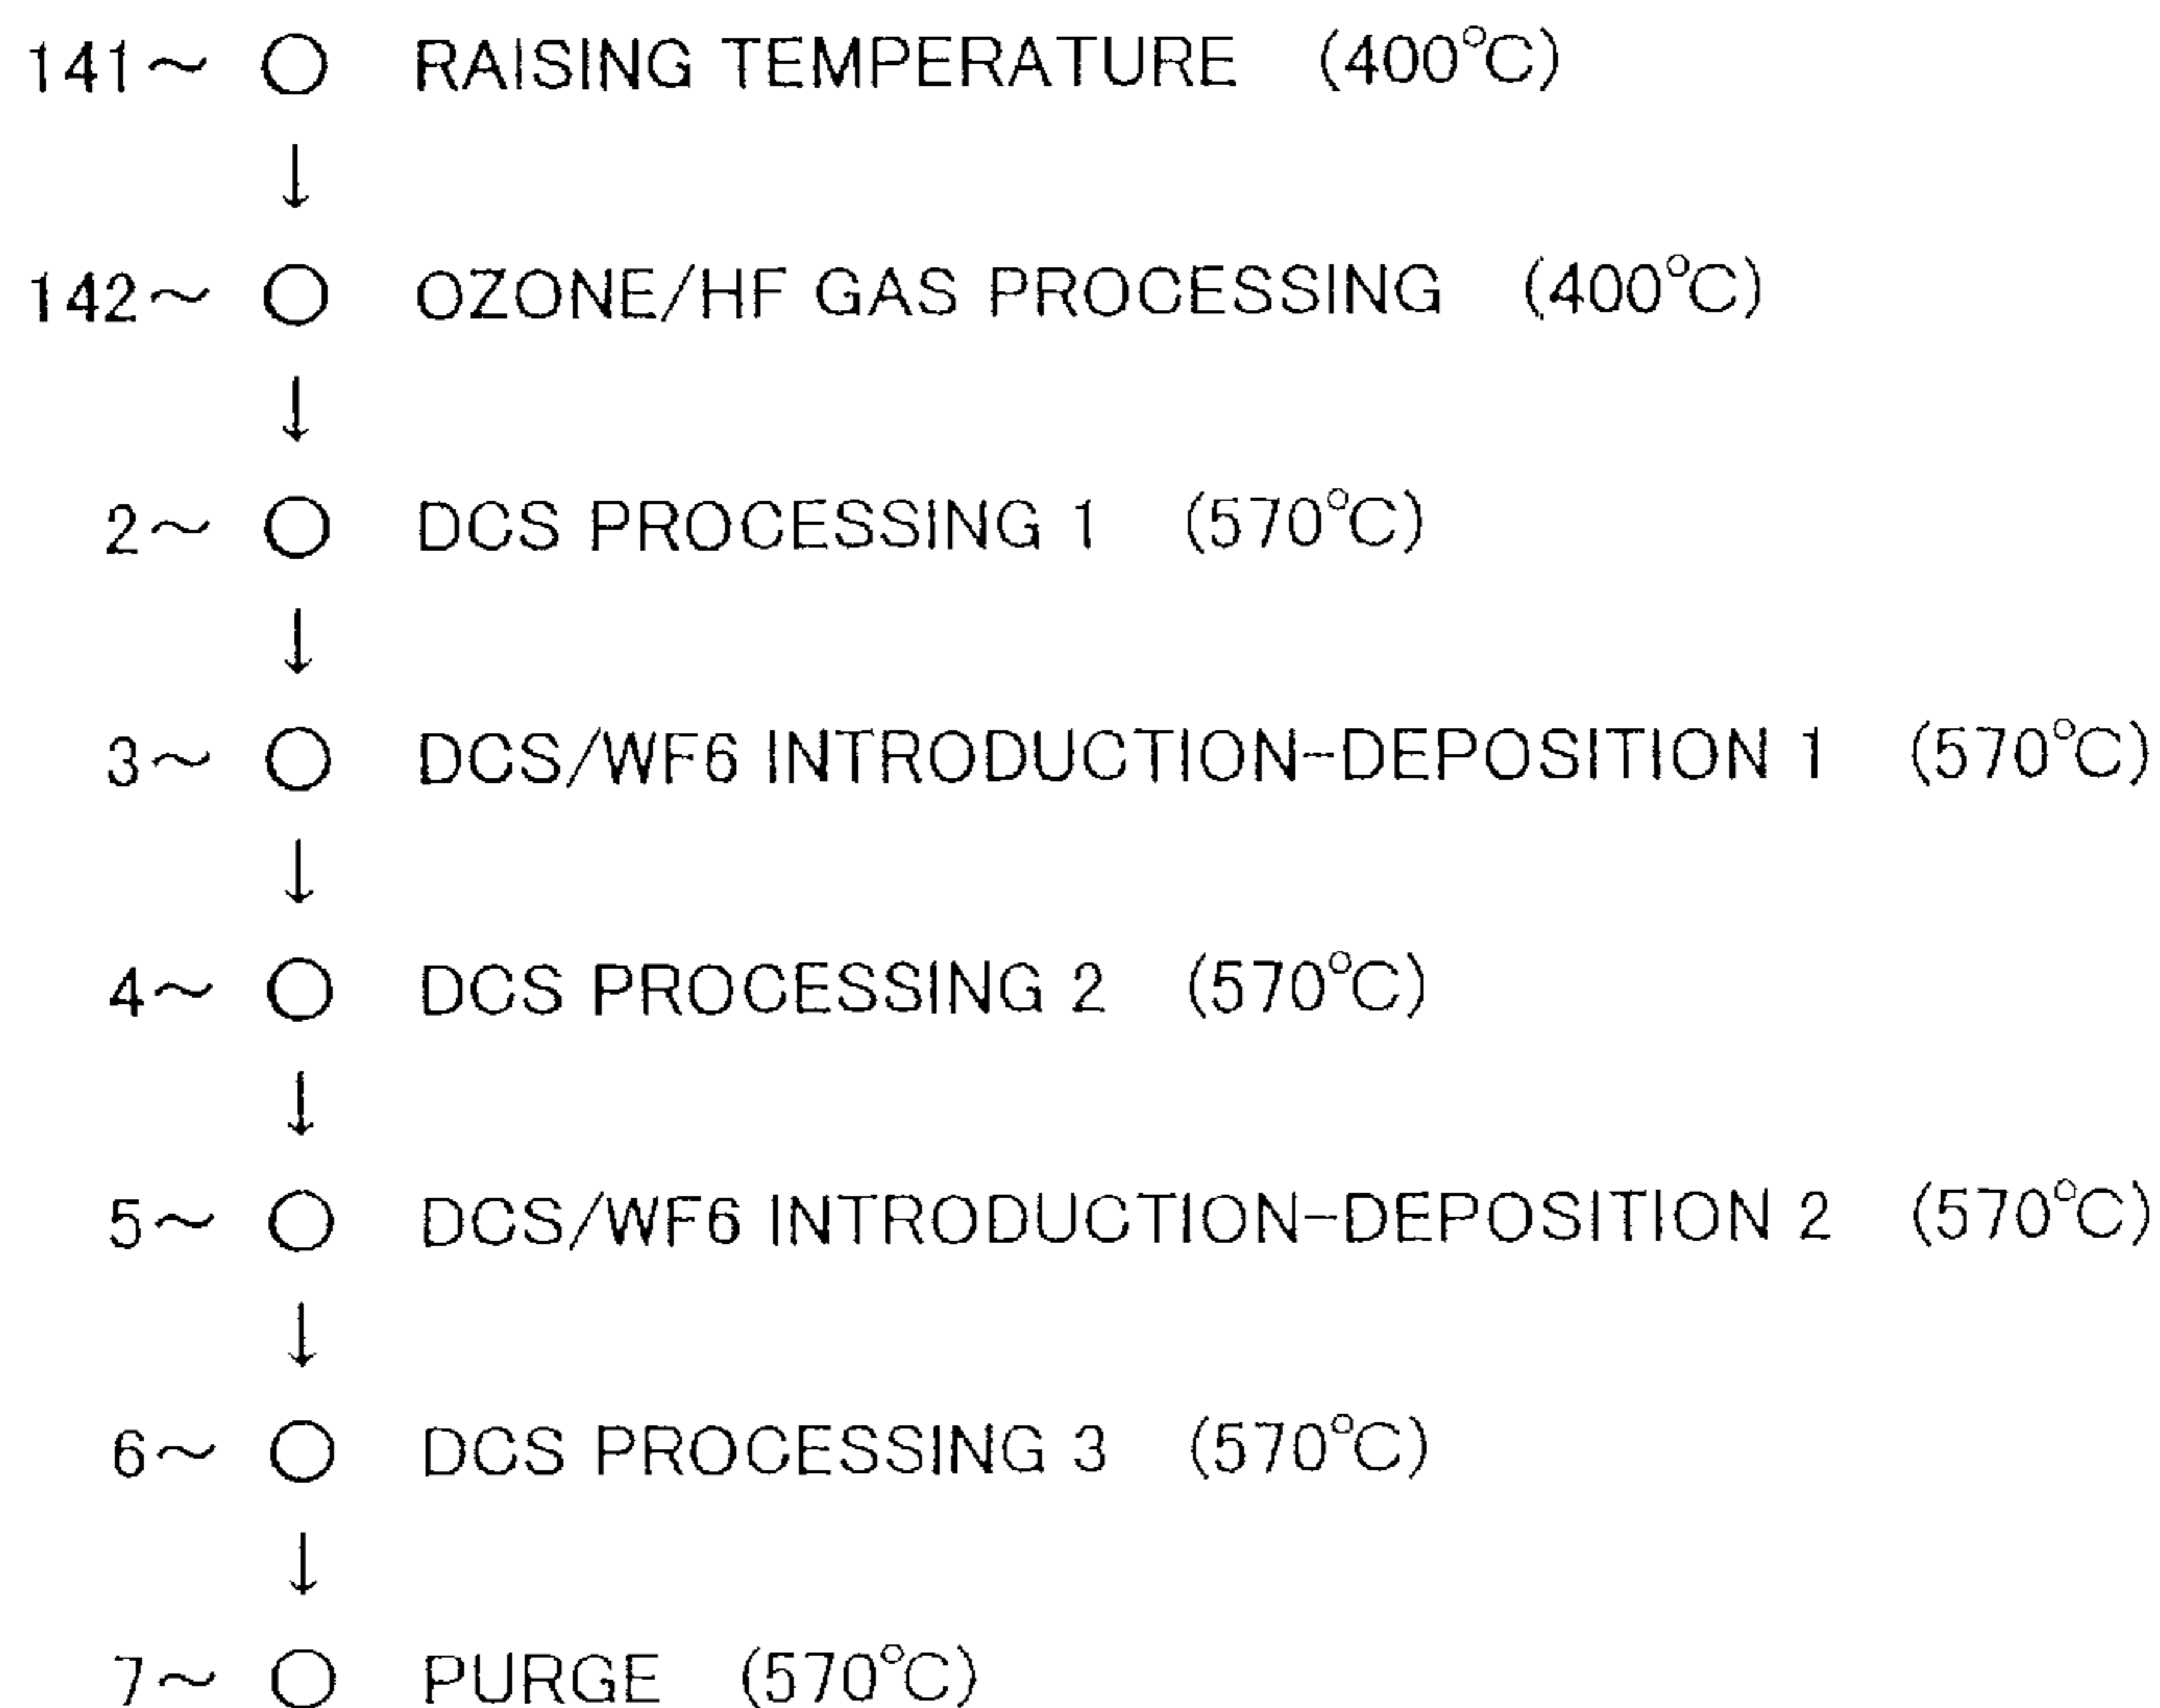 141~ ○ RAISING TEMPERATURE (400°C)
↓
142~ ○ OZONE/HF GAS PROCESSING (400°C)
↓
2~ ○ DCS PROCESSING 1 (570°C)
↓
3~ ○ DCS/WF6 INTRODUCTION-DEPOSITION 1 (570°C)
↓
4~ ○ DCS PROCESSING 2 (570°C)
↓
5~ ○ DCS/WF6 INTRODUCTION-DEPOSITION 2 (570°C)
↓
6~ ○ DCS PROCESSING 3 (570°C)
↓
7~ ○ PURGE (570°C)